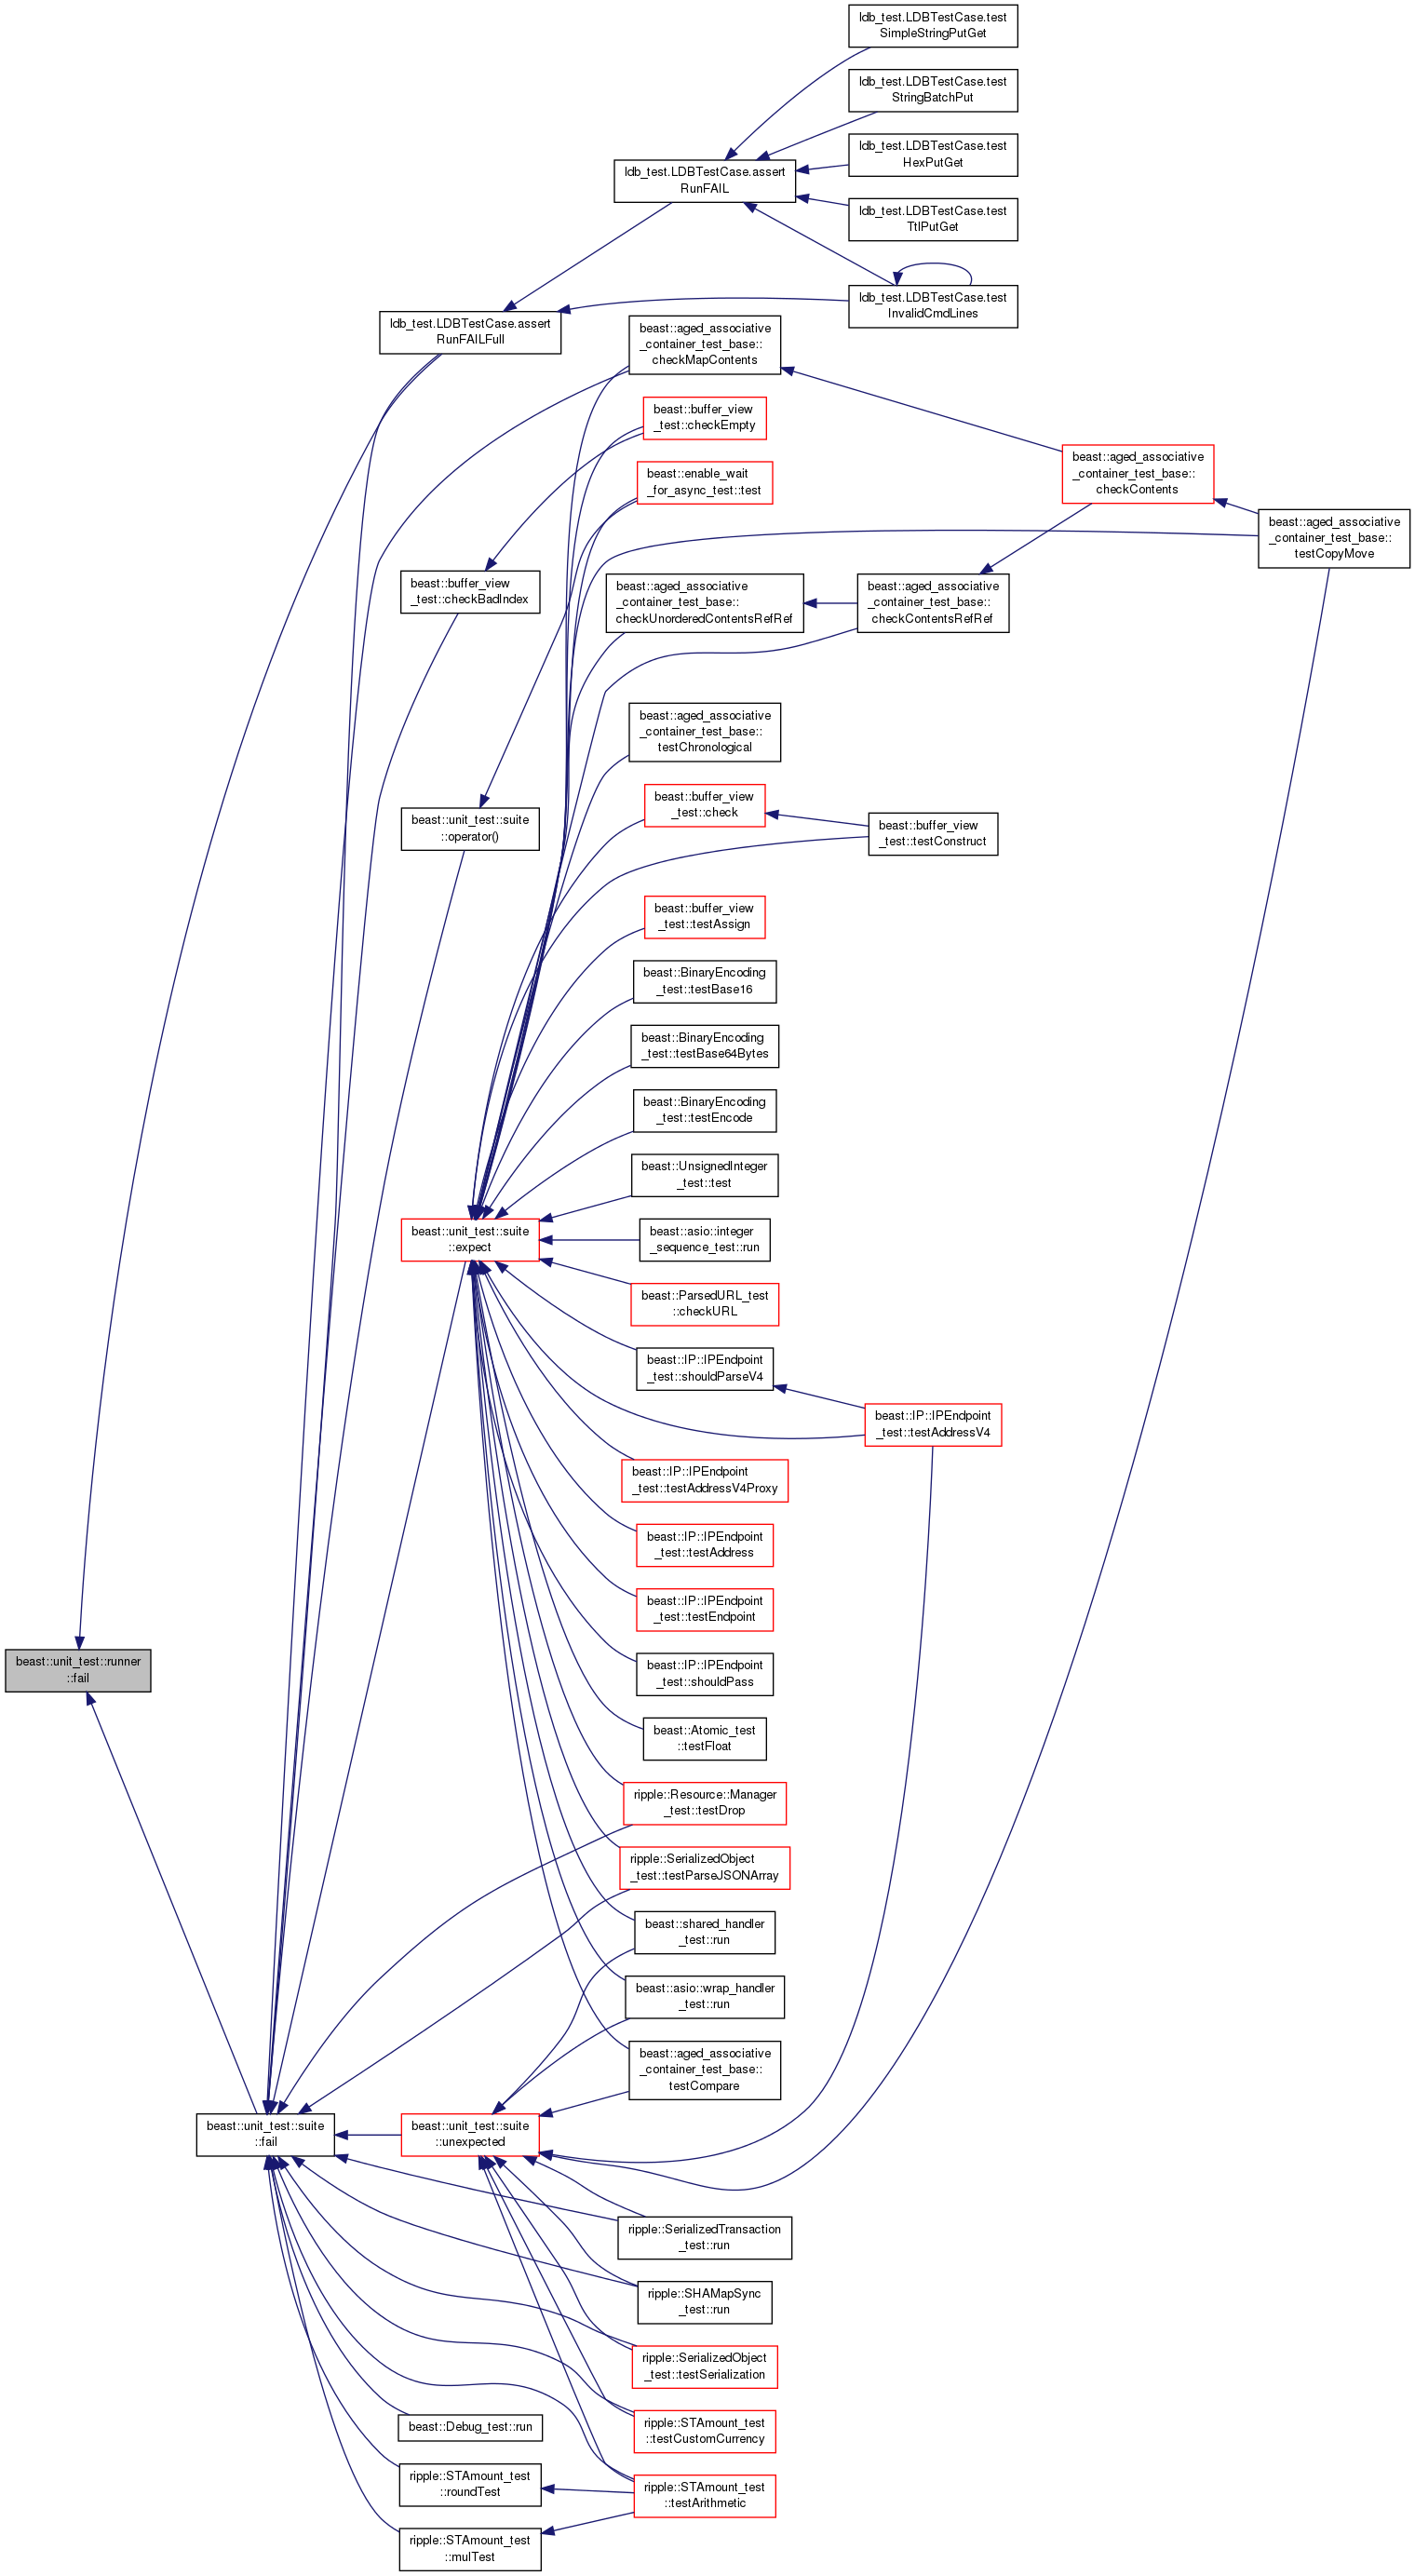 ldb_test.LDBTestCase.test
SimpleStringPutGet
ldb_test.LDBTestCase.test
StringBatchPut
ldb_test.LDBTestCase.test
HexPutGet
ldb_test.LDBTestCase.assert
RunFAIL
ldb_test.LDBTestCase.test
TtlPutGet
ldb_test.LDBTestCase.test
InvalidCmdLines
ldb_test.LDBTestCase.assert
RunFAILFull
beast::aged_associative
_container_test_base::
checkMapContents
beast::buffer_view
_test::checkEmpty
beast::enable_wait
_for_async_test::test
beast::aged_associative
_container_test_base::
checkContents
beast::aged_associative
_container_test_base::
testCopyMove
beast::buffer_view
_test::checkBadIndex
beast::aged_associative
_container_test_base::
checkUnorderedContentsRefRef
beast::aged_associative
_container_test_base::
checkContentsRefRef
beast::aged_associative
_container_test_base::
testChronological
beast::unit_test::suite
::operator()
beast::buffer_view
_test::check
beast::buffer_view
_test::testConstruct
beast::buffer_view
_test::testAssign
beast::BinaryEncoding
_test::testBase16
beast::BinaryEncoding
_test::testBase64Bytes
beast::BinaryEncoding
_test::testEncode
beast::UnsignedInteger
_test::test
beast::unit_test::suite
::expect
beast::asio::integer
_sequence_test::run
beast::ParsedURL_test
::checkURL
beast::IP::IPEndpoint
_test::shouldParseV4
beast::IP::IPEndpoint
_test::testAddressV4
beast::IP::IPEndpoint
_test::testAddressV4Proxy
beast::IP::IPEndpoint
_test::testAddress
beast::IP::IPEndpoint
_test::testEndpoint
beast::unit_test::runner
::fail
beast::IP::IPEndpoint
_test::shouldPass
beast::Atomic_test
::testFloat
ripple::Resource::Manager
_test::testDrop
ripple::SerializedObject
_test::testParseJSONArray
beast::shared_handler
_test::run
beast::asio::wrap_handler
_test::run
beast::aged_associative
_container_test_base::
testCompare
beast::unit_test::suite
::fail
beast::unit_test::suite
::unexpected
ripple::SerializedTransaction
_test::run
ripple::SHAMapSync
_test::run
ripple::SerializedObject
_test::testSerialization
beast::Debug_test::run
ripple::STAmount_test
::testCustomCurrency
ripple::STAmount_test
::roundTest
ripple::STAmount_test
::testArithmetic
ripple::STAmount_test
::mulTest